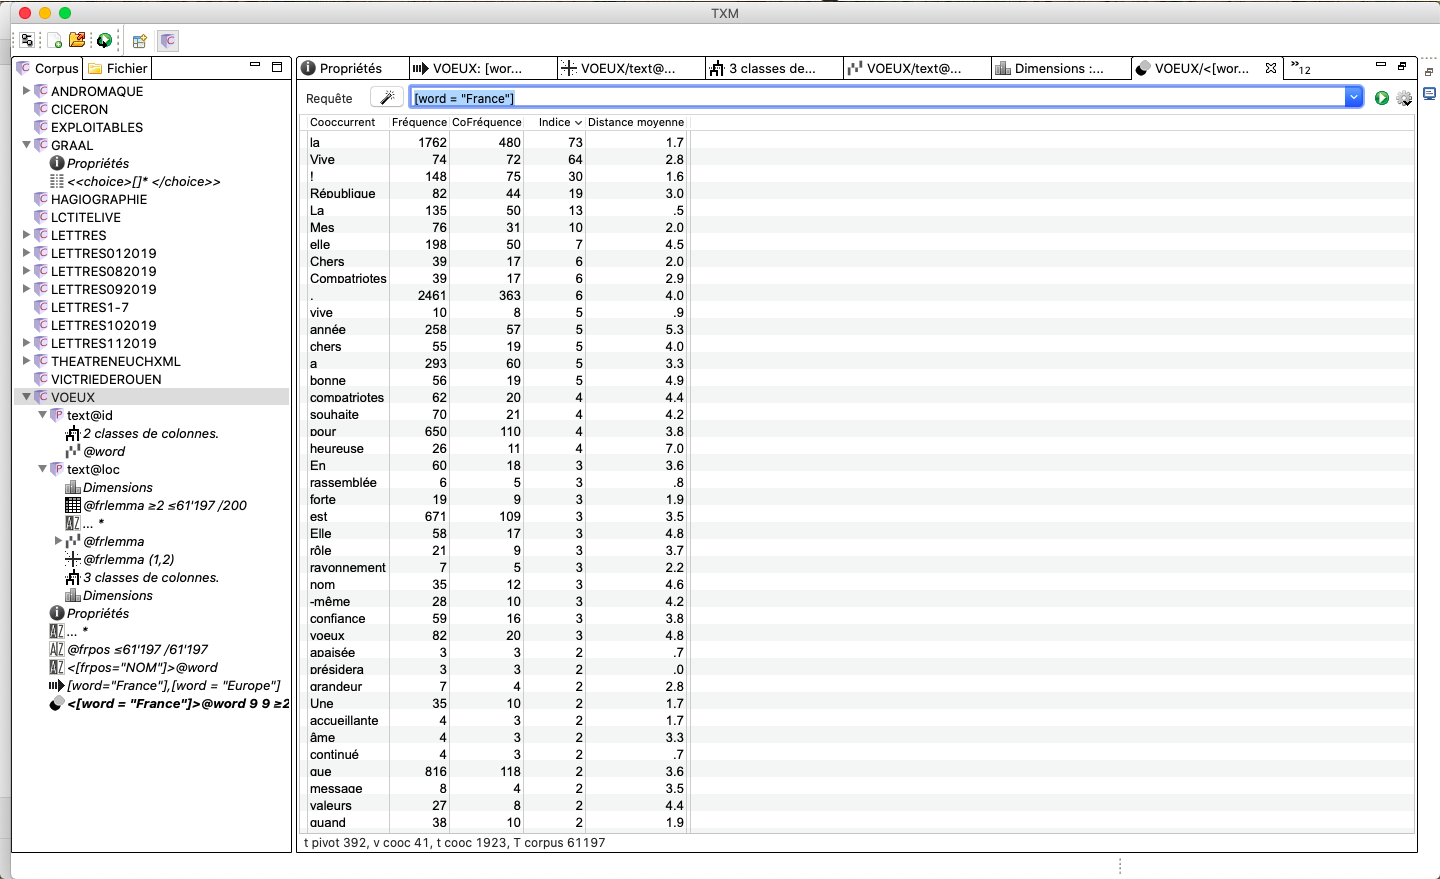 TXM
Corpus Fichier
ANDROMAQUE
CICERON
EXPLOITABLES
GRAAL
Propriétés
<<choice>[]* </choice>>
HAGIOGRAPHIE
LCTITELIVE
LETTRES
LETTRES012019
LETTRES082019
LETTRES092019
LETTRES1-7
LETTRES102019
LETTRES112019
THEATRENEUCHXML
VICTRIEDEROUEN
VOEUX
text@id
2 classes de colonnes.
@word
text@loc
Dimensions
@frlemma ≥2 ≤61'197 /200
... *
@frlemma
@frlemma (1,2)
3 classes de colonnes.
Dimensions
Propriétés
... *
@frpos ≤61'197 /61'197
<[frpos="NOM"]>@word
[word="France"],[word = "Europe"]
<[word = "France"]>@word 9 9 ≥2
Propriétés VOEUX: [wor... VOEUX/text@... 3 classes de... VOEUX/text@... Dimensions :... VOEUX/<[wor... »12
Requête [word = "France"]
Cooccurrent Fréquence CoFréquence Indice Distance moyenne
la 1762 480 73 1.7
Vive 74 72 64 2.8
! 148 75 30 1.6
République 82 44 19 3.0
La 135 50 13 .5
Mes 76 31 10 2.0
elle 198 50 7 4.5
Chers 39 17 6 2.0
Compatriotes 39 17 6 2.9
. 2461 363 6 4.0
vive 10 8 5 .9
année 258 57 5 5.3
chers 55 19 5 4.0
a 293 60 5 3.3
bonne 56 19 5 4.9
compatriotes 62 20 4 4.4
souhaite 70 21 4 4.2
pour 650 110 4 3.8
heureuse 26 11 4 7.0
En 60 18 3 3.6
rassemblée 6 5 3 .8
forte 19 9 3 1.9
est 671 109 3 3.5
Elle 58 17 3 4.8
rôle 21 9 3 3.7
rayonnement 7 5 3 2.2
nom 35 12 3 4.6
-même 28 10 3 4.2
confiance 59 16 3 3.8
voeux 82 20 3 4.8
apaisée 3 3 2 .7
présidera 3 3 2 .0
grandeur 7 4 2 2.8
Une 35 10 2 1.7
accueillante 4 3 2 1.7
âme 4 3 2 3.3
continué 4 3 2 .7
que 816 118 2 3.6
message 8 4 2 3.5
valeurs 27 8 2 4.4
quand 38 10 2 1.9
t pivot 392, v cooc 41, t cooc 1923, T corpus 61197